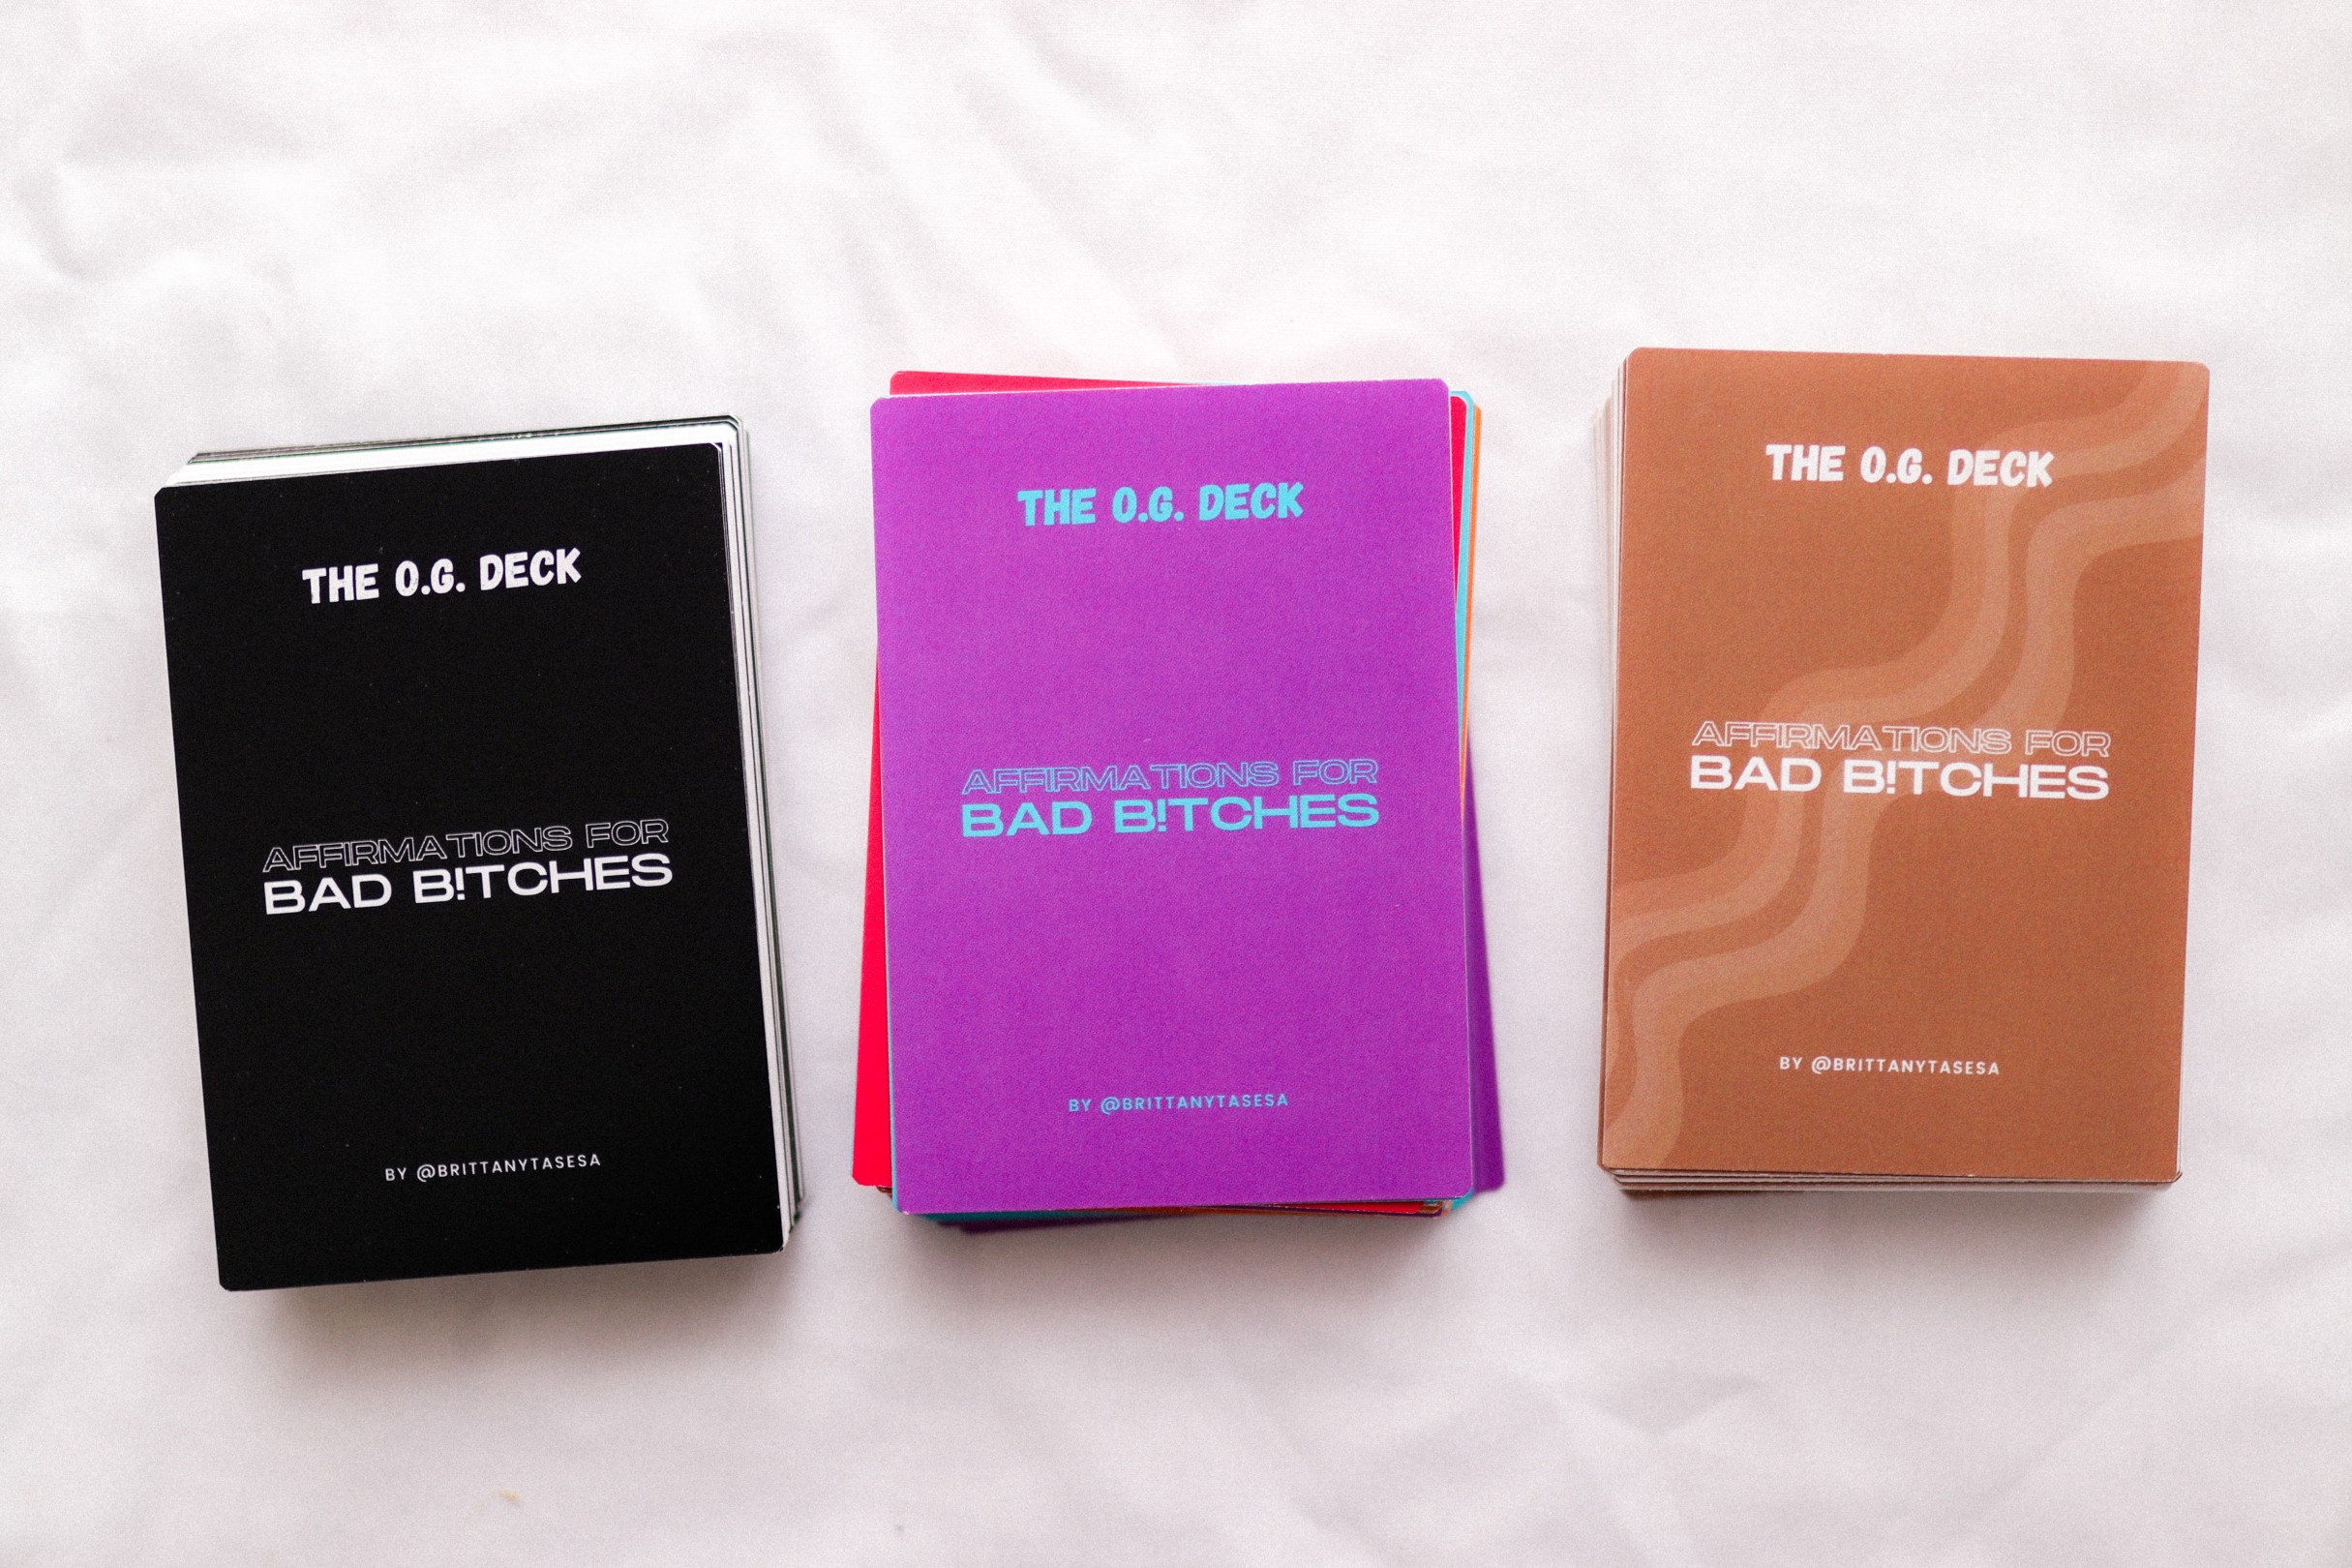 THE O.G. DECK
AFFIRMATIONS FOR
BAD B!TCHES
BY @BRITTANYTASESA
THE O.G. DECK
AFFIRMATIONS FOR
BAD B!TCHES
BY @BRITTANYTASESA
THE O.G. DECK
AFFIRMATIONS FOR
BAD B!TCHES
BY @BRITTANYTASESA